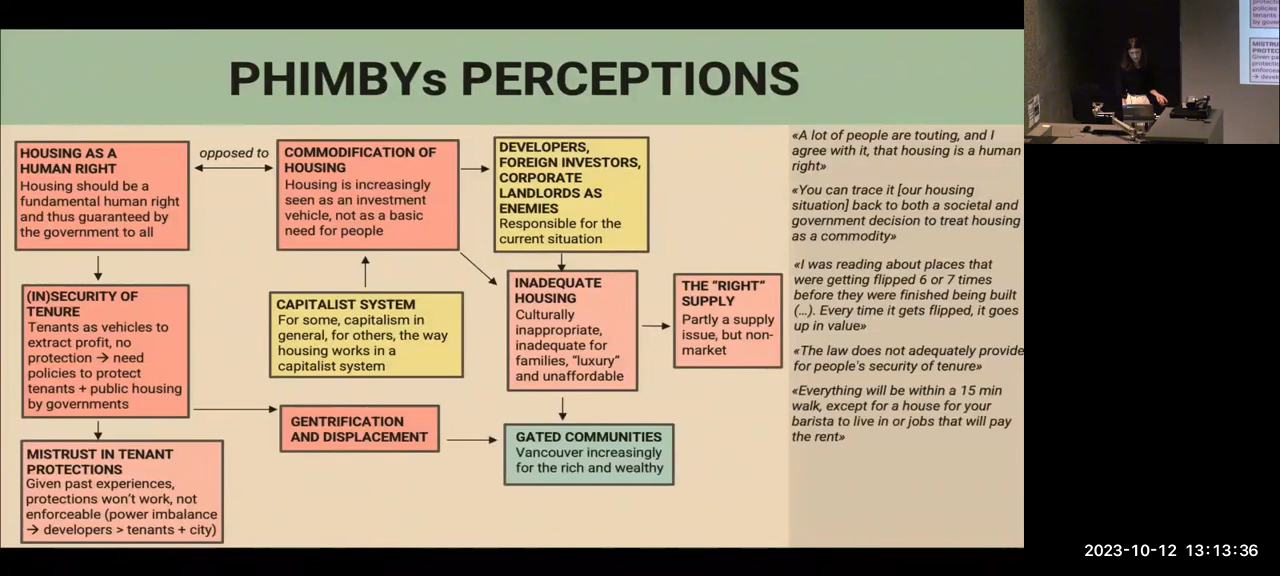 PHIMBYs PERCEPTIONS
HOUSING AS A
HUMAN RIGHT
Housing should be a
fundamental human right
and thus guaranteed by
the government to all
opposed to
COMMODIFICATION OF
HOUSING
Housing is increasingly
seen as an investment
vehicle, not as a basic
need for people
DEVELOPERS,
FOREIGN INVESTORS,
CORPORATE
LANDLORDS AS
ENEMIES
Responsible for the
current situation
(IN)SECURITY OF
TENURE
Tenants as vehicles to
extract profit, no
protection → need
policies to protect
tenants + public housing
by governments
CAPITALIST SYSTEM
For some, capitalism in
general, for others, the way
housing works in a
capitalist system
INADEQUATE
HOUSING
Culturally
inappropriate,
inadequate for
families, “luxury”
and unaffordable
THE “RIGHT”
SUPPLY
Partly a supply
issue, but non-
market
GENTRIFICATION
AND DISPLACEMENT
GATED COMMUNITIES
Vancouver increasingly
for the rich and wealthy
MISTRUST IN TENANT
PROTECTIONS
Given past experiences,
protections won’t work, not
enforceable (power imbalance
→ developers > tenants + city)
«A lot of people are touting, and I
agree with it, that housing is a human
right»
«You can trace it [our housing
situation] back to both a societal and
government decision to treat housing
as a commodity»
«I was reading about places that
were getting flipped 6 or 7 times
before they were finished being built
(…). Every time it gets flipped, it goes
up in value»
«The law does not adequately provide
for people's security of tenure»
«Everything will be within a 15 min
walk, except for a house for your
barista to live in or jobs that will pay
the rent»
policies
tenants
by gove
MISTRU
PROTEC
Given pa
protectio
enforcea
→ devel
2023-10-12 13:13:36